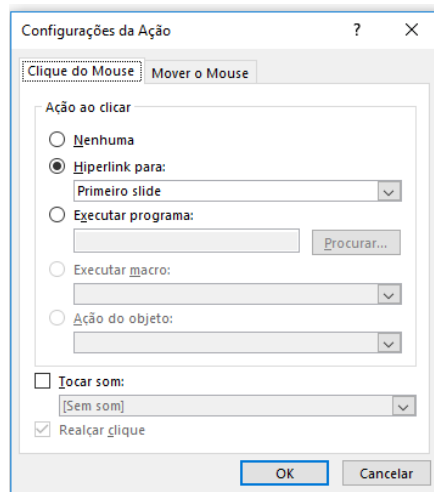 Configurações da Ação ? X
Clique do Mouse Mover o Mouse
Ação ao clicar
Nenhuma
Hiperlink para:
Primeiro slide
Executar programa:
Procurar...
Executar macro:
Ação do objeto:
Tocar som:
[Sem som]
Realçar clique
OK Cancelar